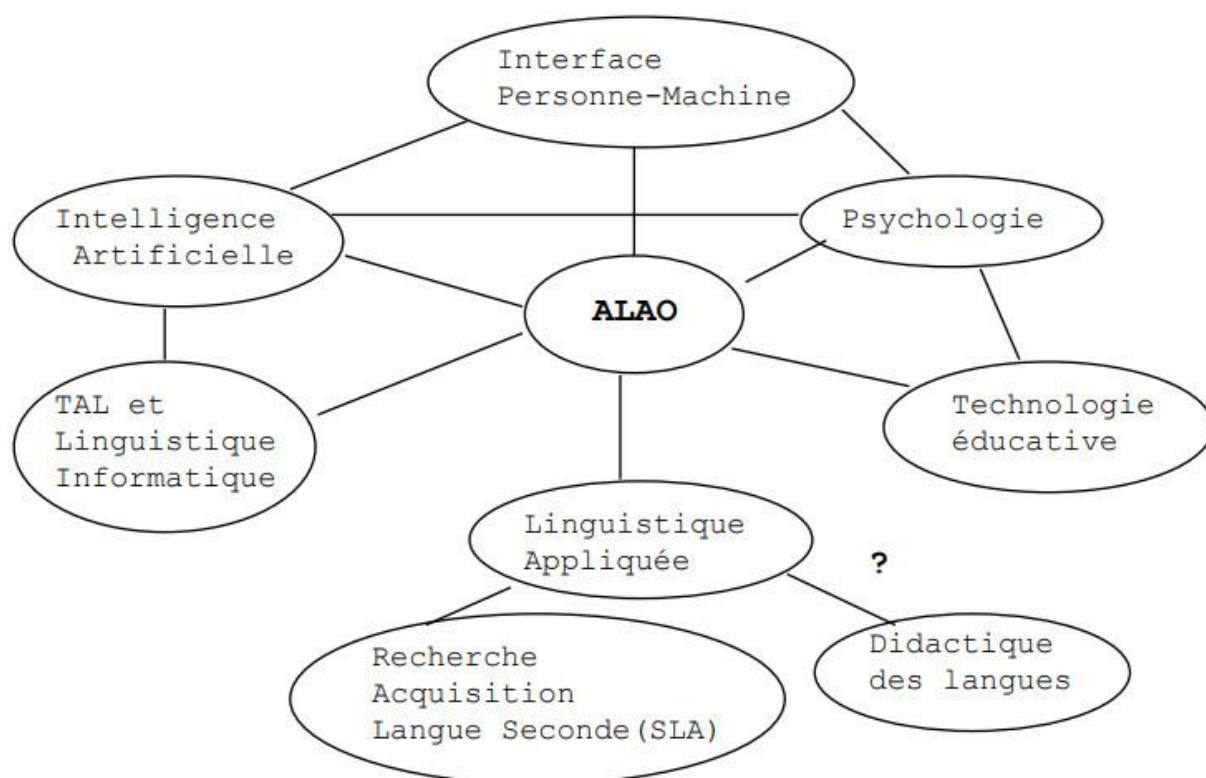 Interface
Personne-Machine
Intelligence
Artificielle
Psychologie
ALAO
TAL et
Linguistique
Informatique
Technologie
éducative
Linguistique
Appliquée
?
Recherche
Acquisition
Langue Seconde(SLA)
Didactique
des langues